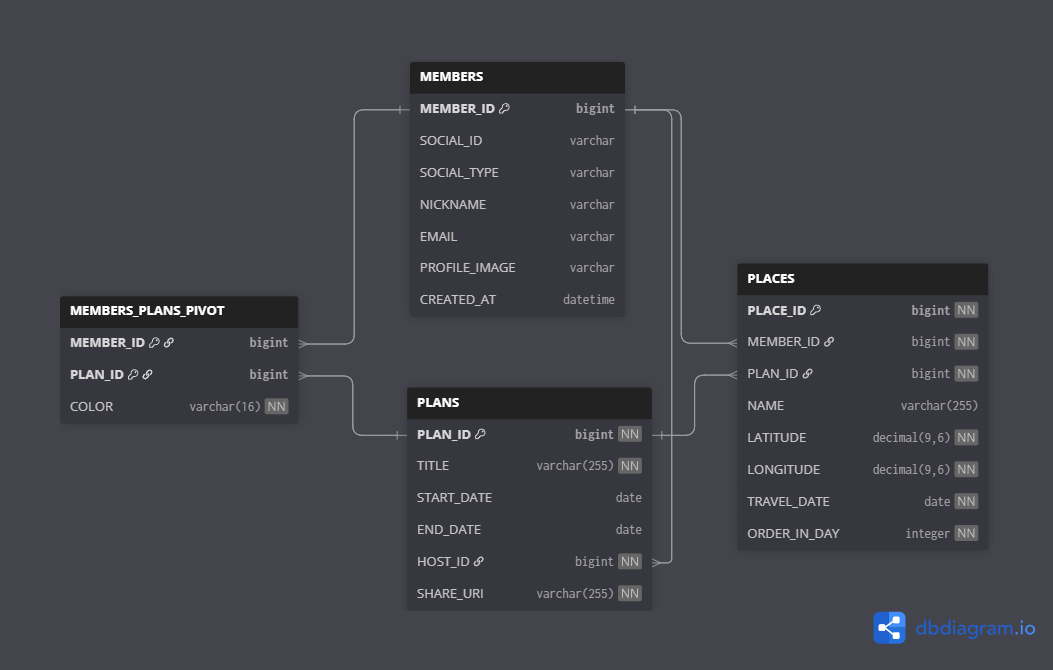 MEMBERS
MEMBER_ID bigint
SOCIAL_ID varchar
SOCIAL_TYPE varchar
NICKNAME varchar
EMAIL varchar
PROFILE_IMAGE varchar
CREATED_AT datetime
MEMBERS_PLANS_PIVOT
MEMBER_ID bigint
PLAN_ID bigint
COLOR varchar(16) NN
PLANS
PLAN_ID bigint NN
TITLE varchar(255) NN
START_DATE date
END_DATE date
HOST_ID bigint NN
SHARE_URI varchar(255) NN
PLACES
PLACE_ID bigint NN
MEMBER_ID bigint NN
PLAN_ID bigint NN
NAME varchar(255)
LATITUDE decimal(9,6) NN
LONGITUDE decimal(9,6) NN
TRAVEL_DATE date NN
ORDER_IN_DAY integer NN
dbdiagram.io